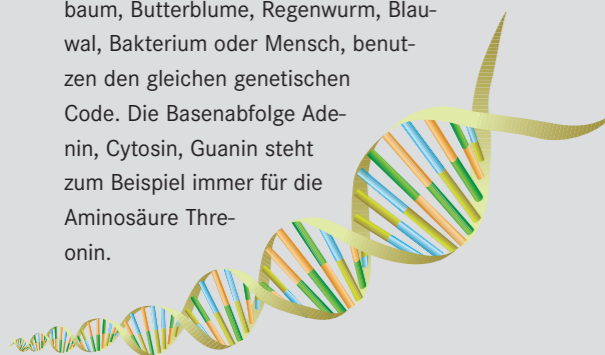 baum, Butterblume, Regenwurm, Blau-
wal, Bakterium oder Mensch, benut-
zen den gleichen genetischen
Code. Die Basenabfolge Ade-
nin, Cytosin, Guanin steht
zum Beispiel immer für die
Aminosäure Thre-
onin.